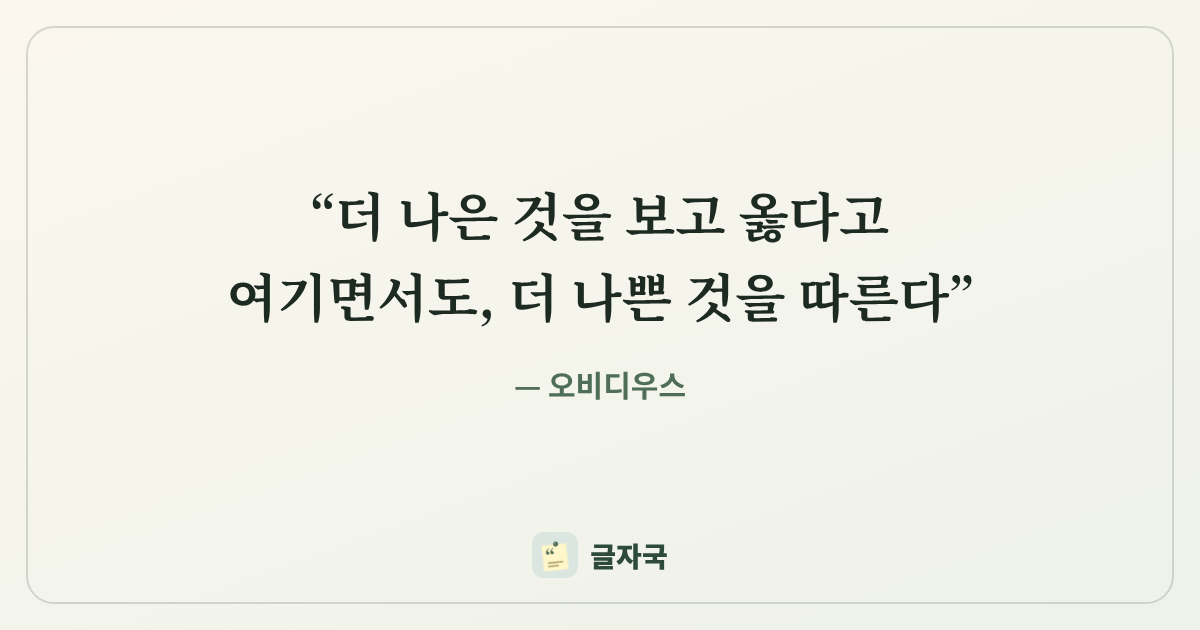 “더 나은 것을 보고 옳다고
여기면서도, 더 나쁜 것을 따른다”
— 오비디우스
글자국